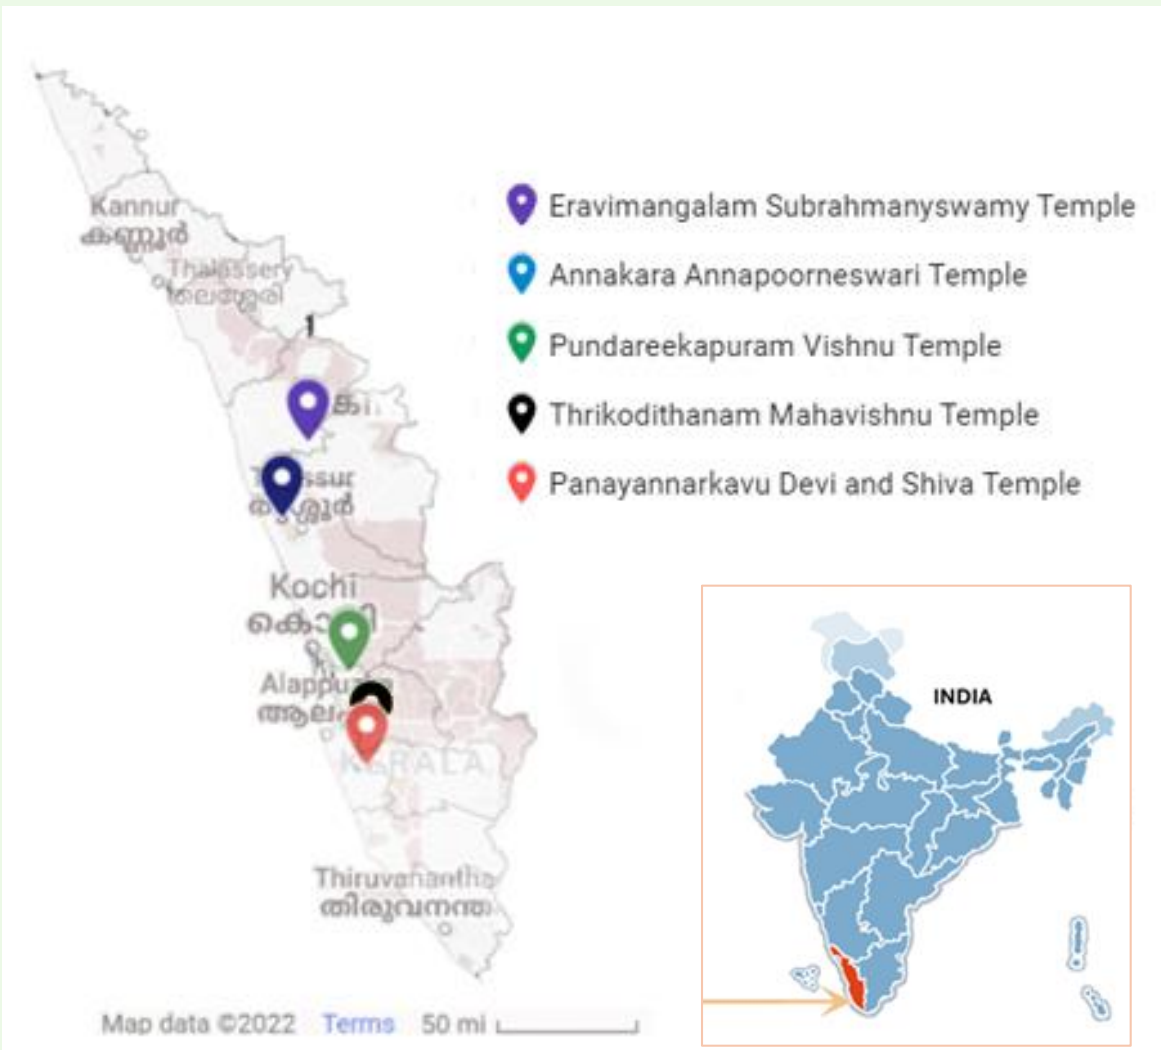 Kannur
കണ്ണൂർ
Thalassery
Eravimangalam Subrahmanyswamy Temple
Annakara Annapoorneswari Temple
Pundareekapuram Vishnu Temple
Thrikodithanam Mahavishnu Temple
Panayannarkavu Devi and Shiva Temple
Kochi
KERALA
Thiruvanantha
തിരുവനന്ത
INDIA
Map data ©2022 Terms 50 mi